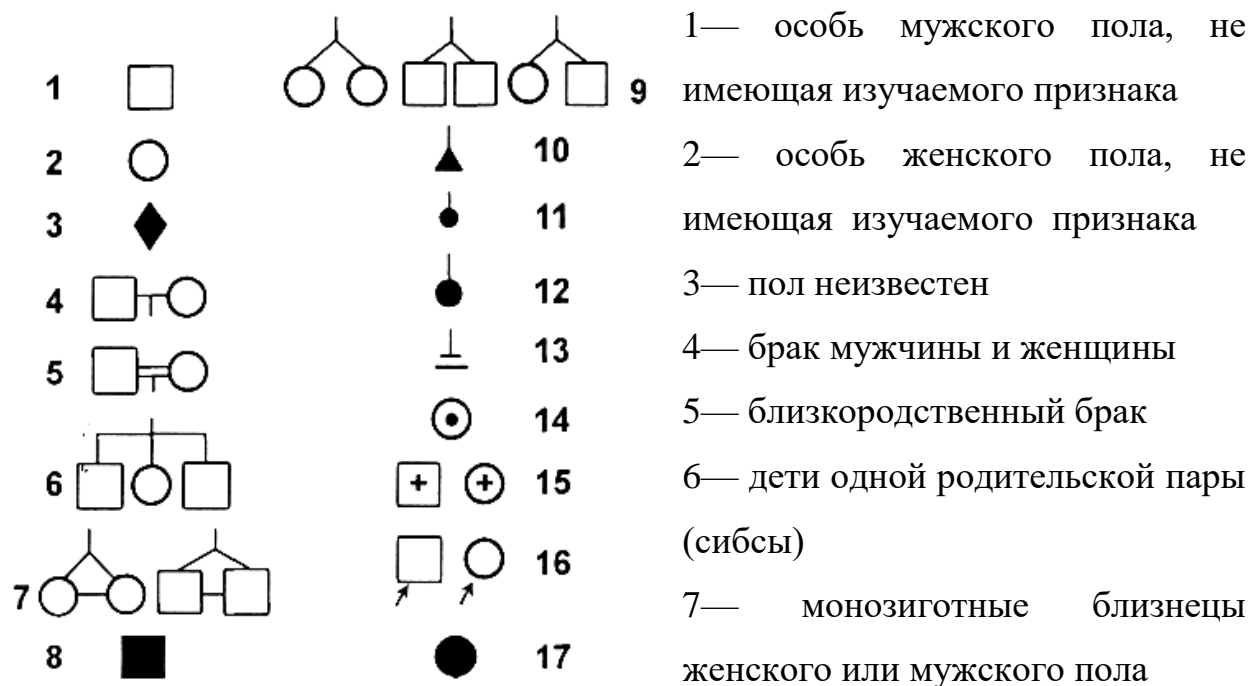 1
2
3
4
5
6
7
8
9
10
11
12
13
14
15
16
17
1— особь мужского пола, не
имеющая изучаемого признака
2— особь женского пола, не
имеющая изучаемого признака
3— пол неизвестен
4— брак мужчины и женщины
5— близкородственный брак
6— дети одной родительской пары
(сибсы)
7— монозиготные близнецы
женского или мужского пола